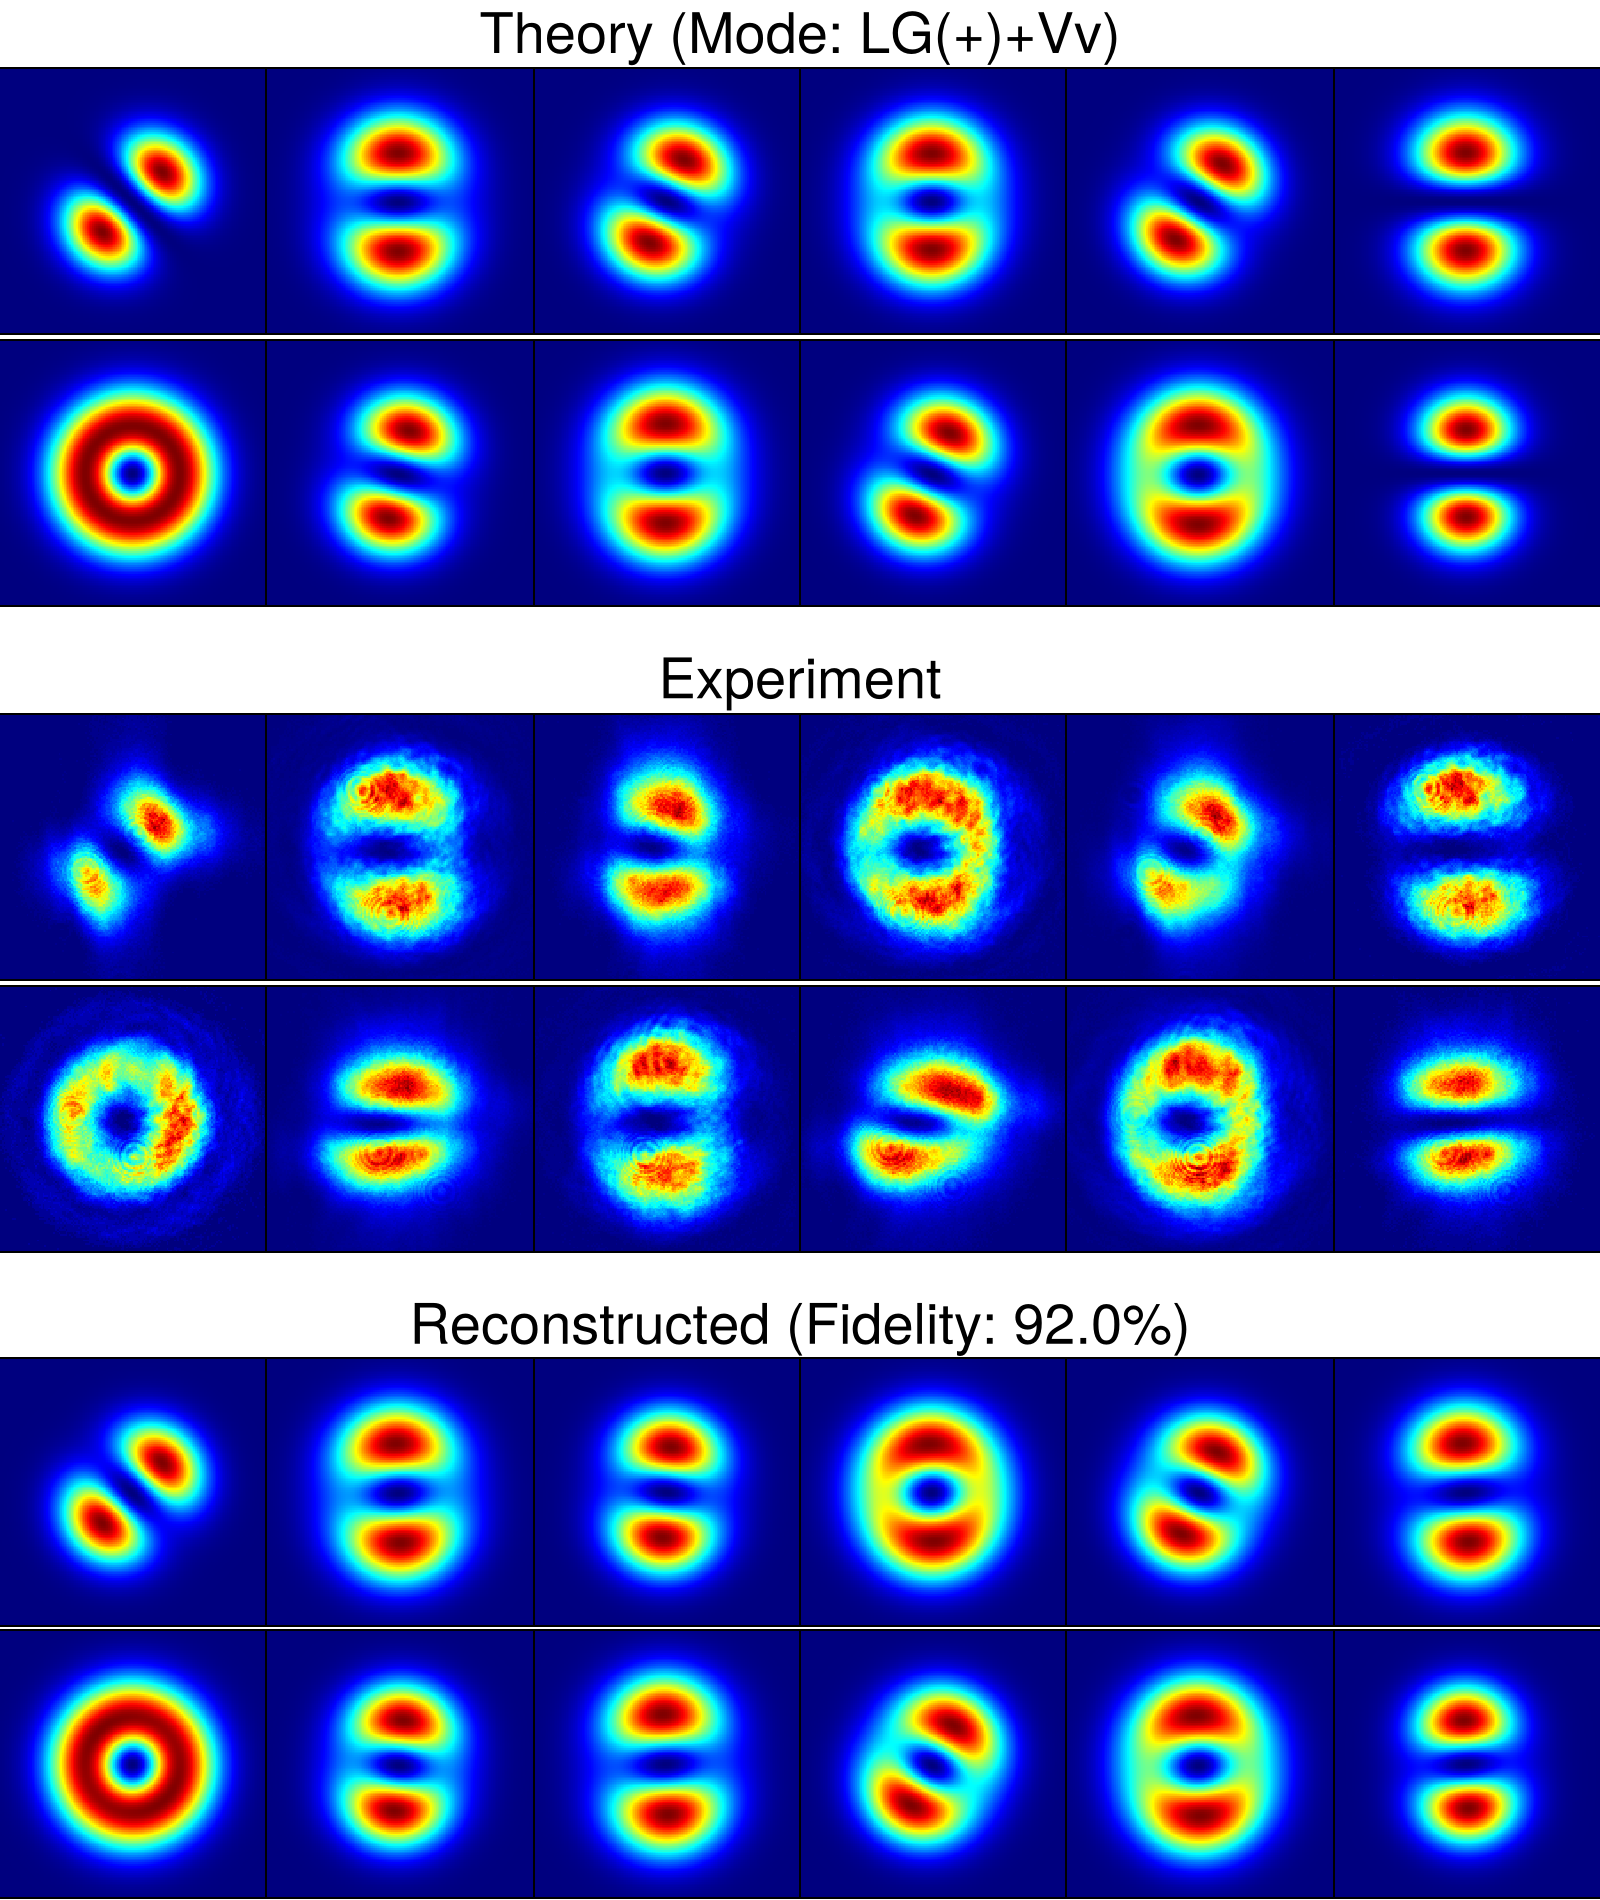 Theory (Mode: LG(+)+Vv)
Experiment
Reconstructed (Fidelity: 92.0%)